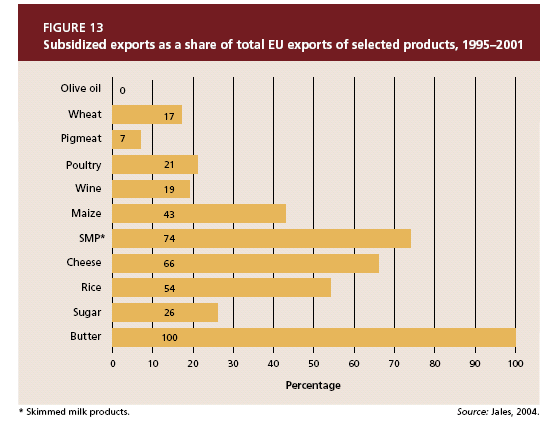 FIGURE 13
Subsidized exports as a share of total EU exports of selected products, 1995–2001
Olive oil 0
Wheat 17
Pigmeat 7
Poultry 21
Wine 19
Maize 43
SMP* 74
Cheese 66
Rice 54
Sugar 26
Butter 100
0 10 20 30 40 50 60 70 80 90 100
Percentage
* Skimmed milk products. Source: Jales, 2004.